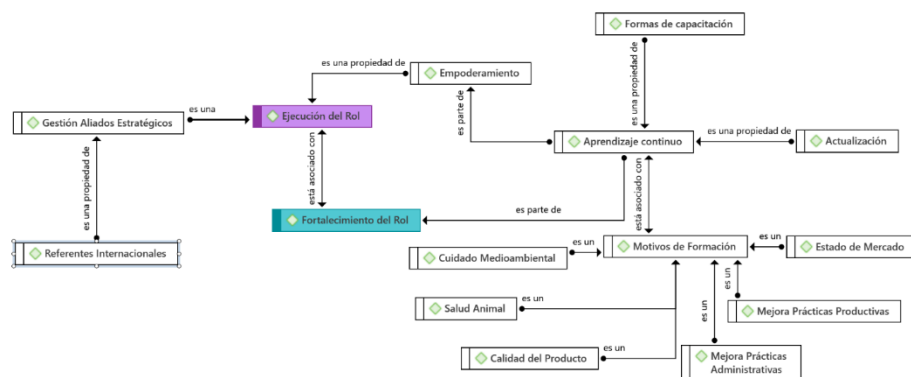 Formas de capacitación
es una propiedad de
es una propiedad de
Empoderamiento
es una
Gestión Aliados Estratégicos
Ejecución del Rol
es parte de
es una propiedad de
Aprendizaje continuo
Actualización
es una propiedad de
está asociado con
Fortalecimiento del Rol
es parte de
está asociado con
Referentes Internacionales
Cuidado Medioambiental
es un
Motivos de Formación
es un
Estado de Mercado
es un
Salud Animal
es un
es un
Mejora Prácticas Productivas
Calidad del Producto
es un
Mejora Prácticas
Administrativas